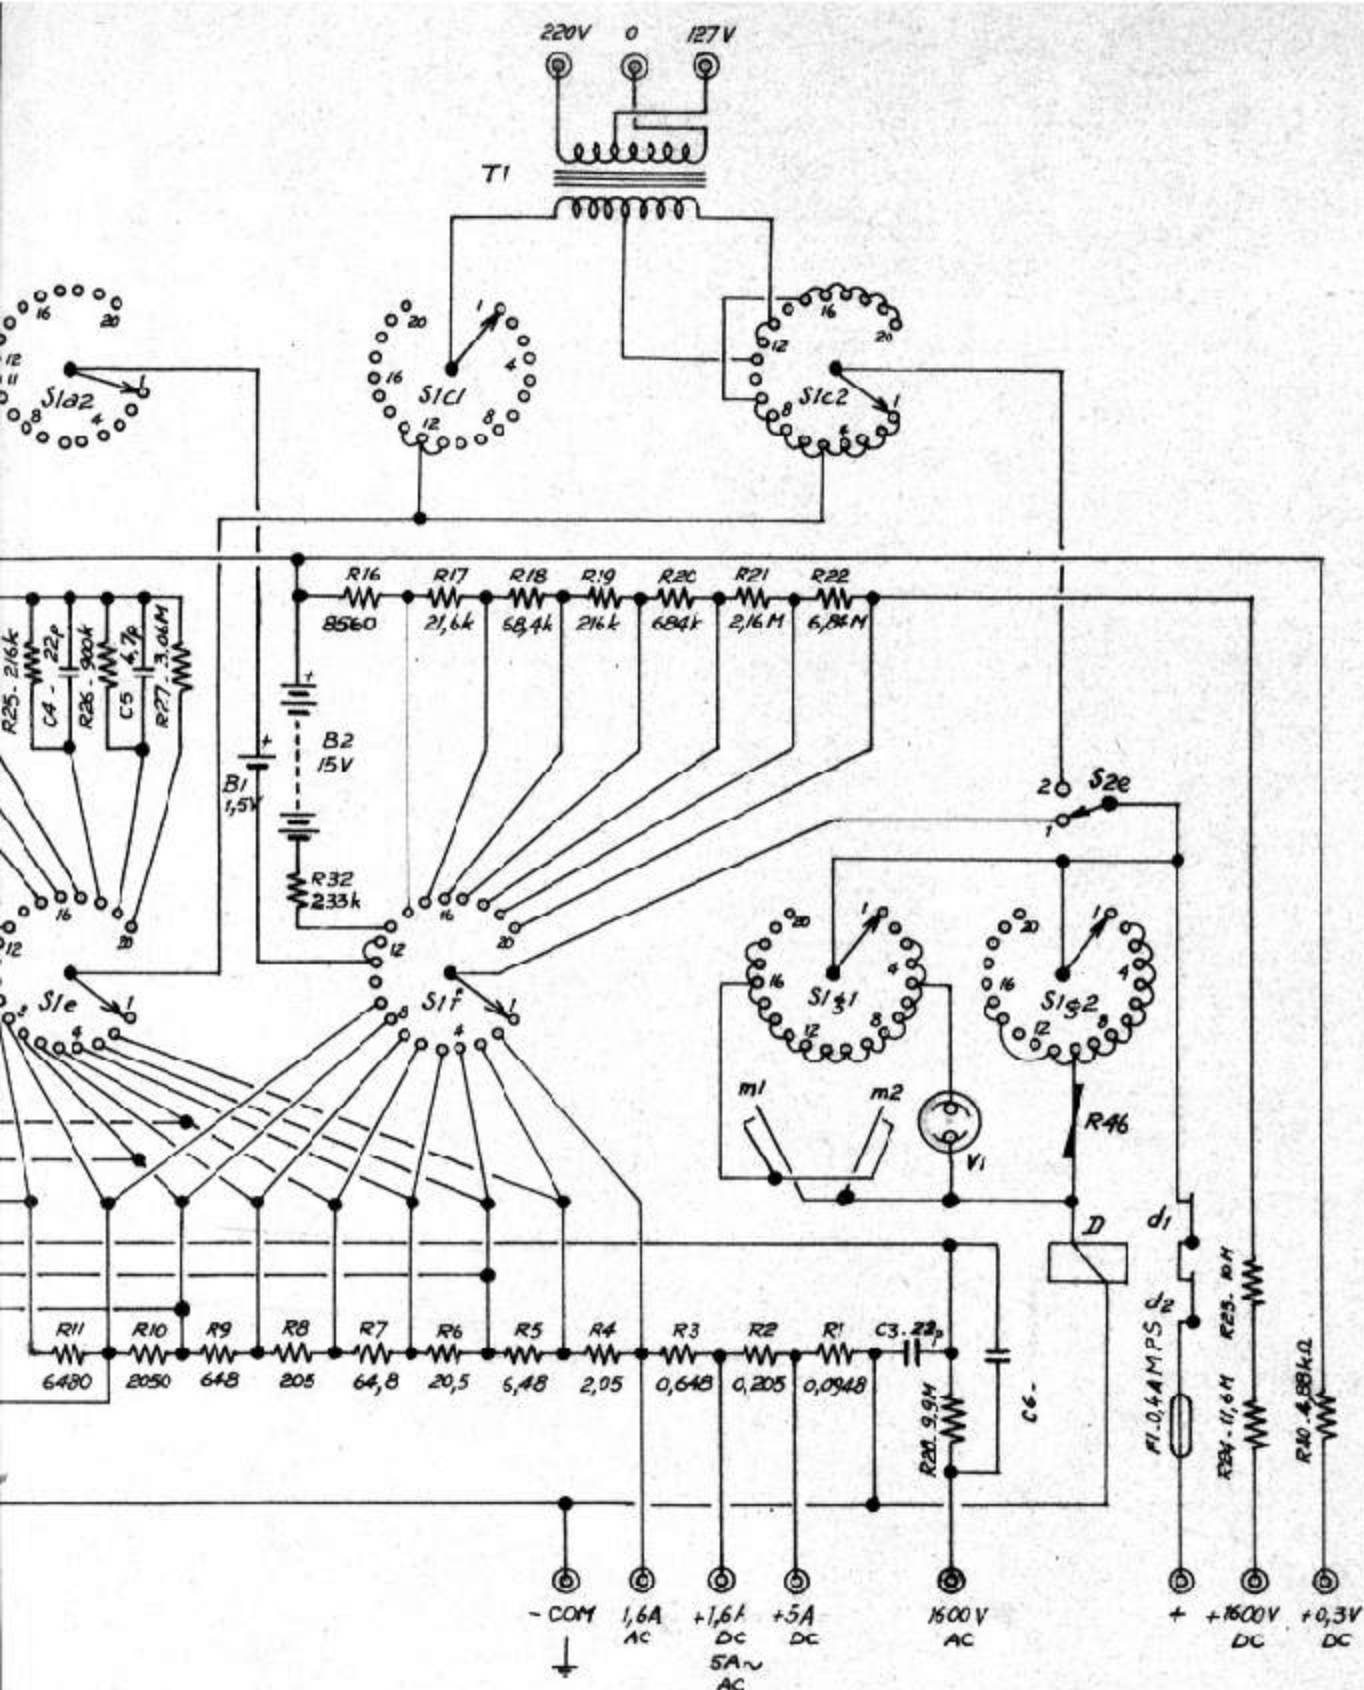 220V 0 127V
T1
16 20
12
11
8 4 1
S1a2
1
20
4
16
S1c1
8
12
16
20
12
S1c2
8 4 1
R16 R17 R18 R19 R20 R21 R22
8560 21,6k 68,4k 216k 684k 2,16M 6,84M
R25-216k
C4-22p
R26-900k
C5 4,7p
R27-3.06M
+
B1
1,5V
+
B2
15V
R32
233k
2
1
S2e
16
12
20
S1e
1
8 4
16
12
20
S1f
1
8 4
1
20
4
16
S1g1
8
12
1
20
4
16
S1g2
8
12
m1 m2
V1
R46
D
d1
d2
F1-0,4AMPS
R23. 10M
R24-11,6M
R11 R10 R9 R8 R7 R6 R5 R4 R3 R2 R1 C3.22p
6480 2050 648 205 64,8 20,5 6,48 2,05 0,648 0,205 0,0948
R28-9.9M
C6-
- COM
1,6A
AC
+1,6A
DC
5A~
AC
+5A
DC
1600V
AC
+
+1600V
DC
+0,3V
DC